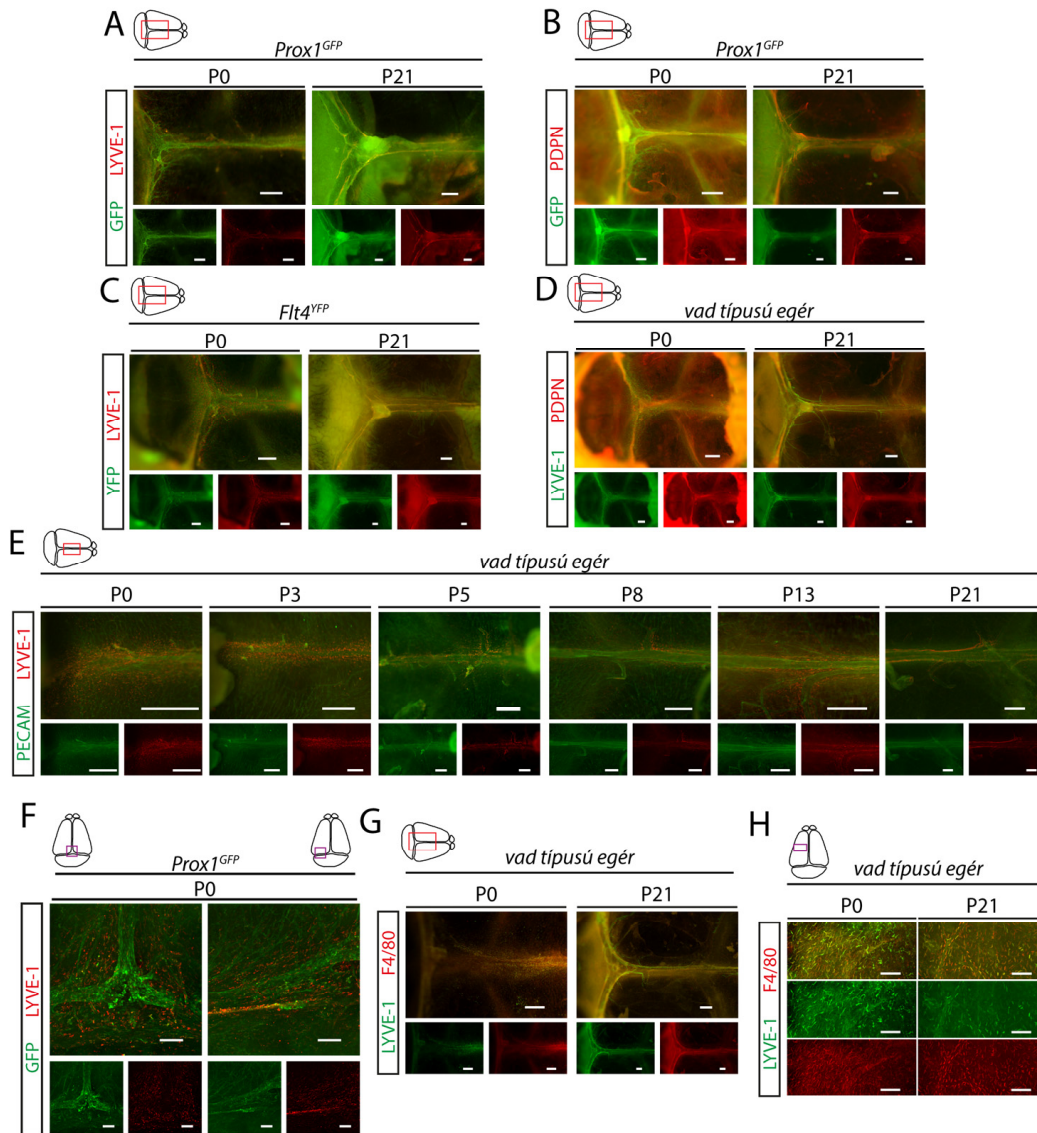 A
Prox1GFP
P0 P21
GFP LYVE-1
B
Prox1GFP
P0 P21
GFP PDPN
C
Flt4YFP
P0 P21
YFP LYVE-1
D
vad típusú egér
P0 P21
LYVE-1 PDPN
E
vad típusú egér
P0 P3 P5 P8 P13 P21
PECAM LYVE-1
F
Prox1GFP
P0
GFP LYVE-1
G
vad típusú egér
P0 P21
LYVE-1 F4/80
H
vad típusú egér
P0 P21
LYVE-1 F4/80